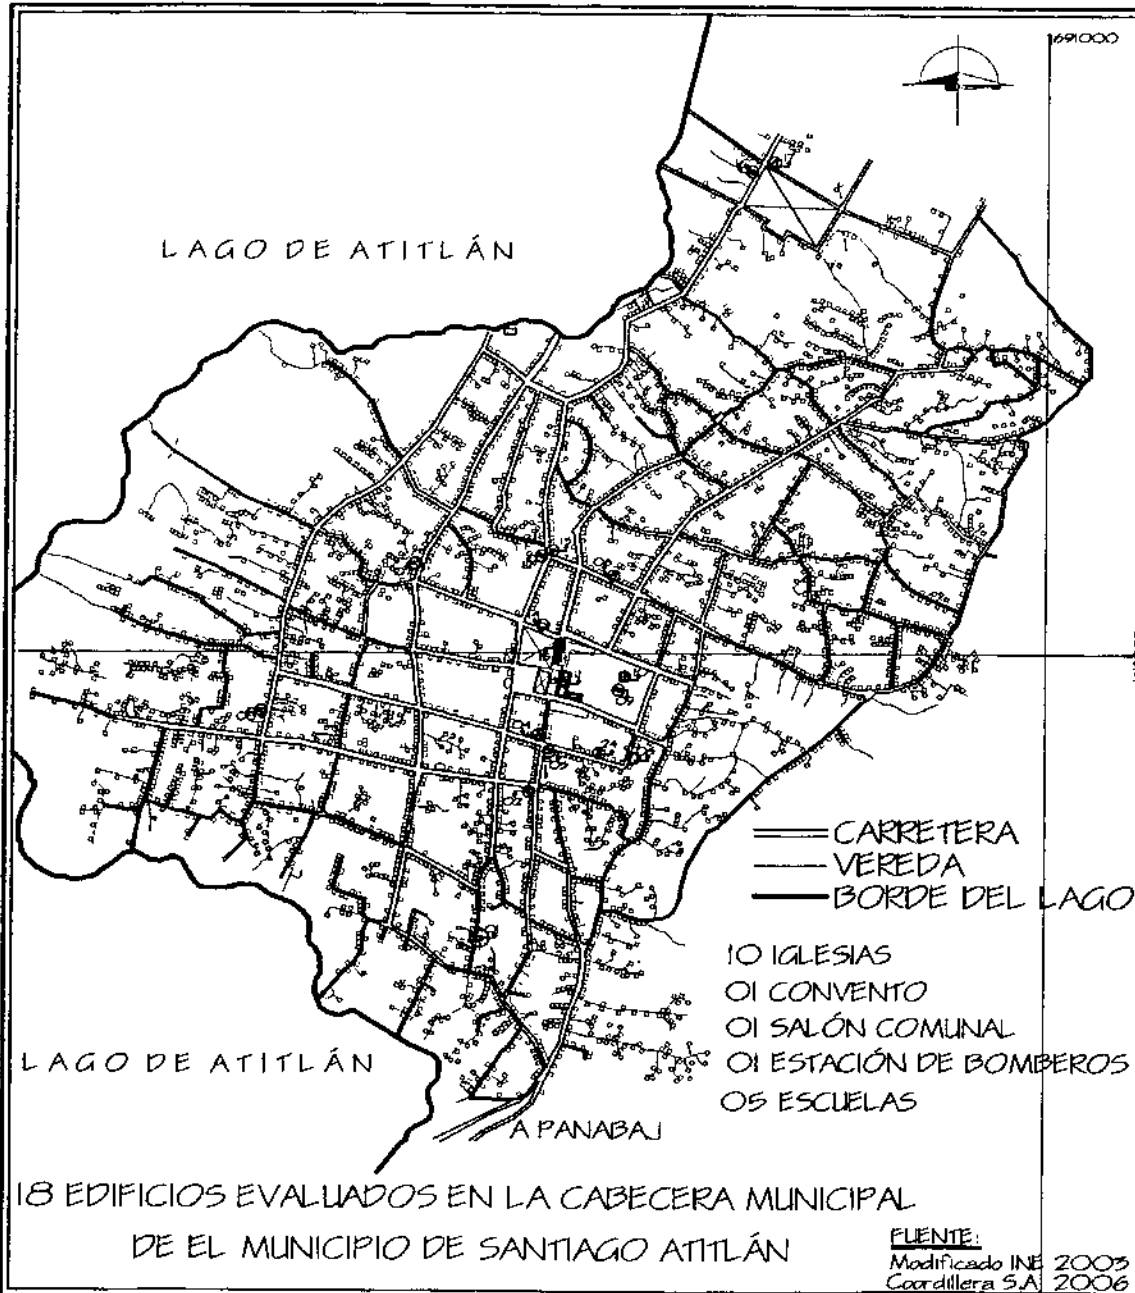 691000
LAGO DE ATITLÁN
CARRETERA
VEREDA
BORDE DEL LAGO
10 IGLESIAS
01 CONVENTO
01 SALÓN COMUNAL
01 ESTACIÓN DE BOMBEROS
05 ESCUELAS
LAGO DE ATITLÁN
A PANABAJ
18 EDIFICIOS EVALUADOS EN LA CABECERA MUNICIPAL
DE EL MUNICIPIO DE SANTIAGO ATITLÁN
FUENTE:
Modificado INE 2003
Coordillera S.A. 2006